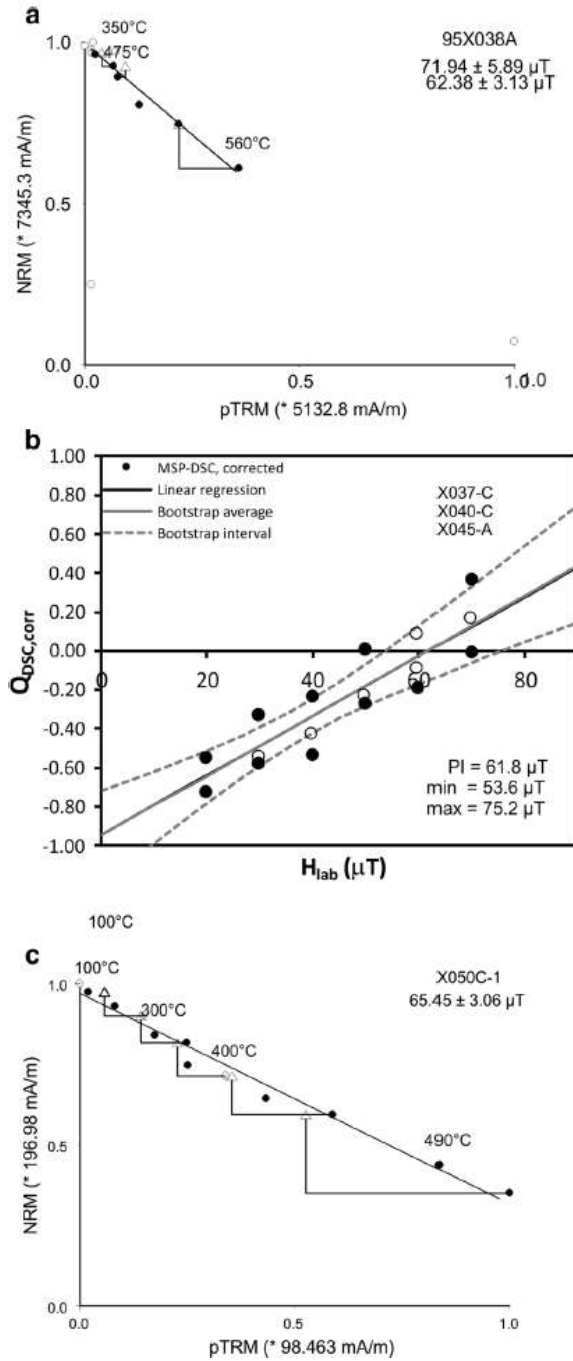 a
350°C
95X038A
1.0
475°C
71.94 ± 5.89 µT
62.38 ± 3.13 µT
560°C
NRM (* 7345.3 mA/m)
0.5
0.0
0.0
0.5
1.0
1.0
pTRM (* 5132.8 mA/m)
b
1.00
0.80
0.60
0.40
0.20
0.00
-0.20
-0.40
-0.60
-0.80
-1.00
MSP-DSC, corrected
Linear regression
Bootstrap average
Bootstrap interval
X037-C
X040-C
X045-A
QDSC,corr
0
20
40
60
80
PI = 61.8 µT
min = 53.6 µT
max = 75.2 µT
Hlab (µT)
100°C
c
100°C
X050C-1
65.45 ± 3.06 µT
1.0
300°C
400°C
490°C
NRM (* 196.98 mA/m)
0.5
0.0
0.0
0.5
1.0
pTRM (* 98.463 mA/m)